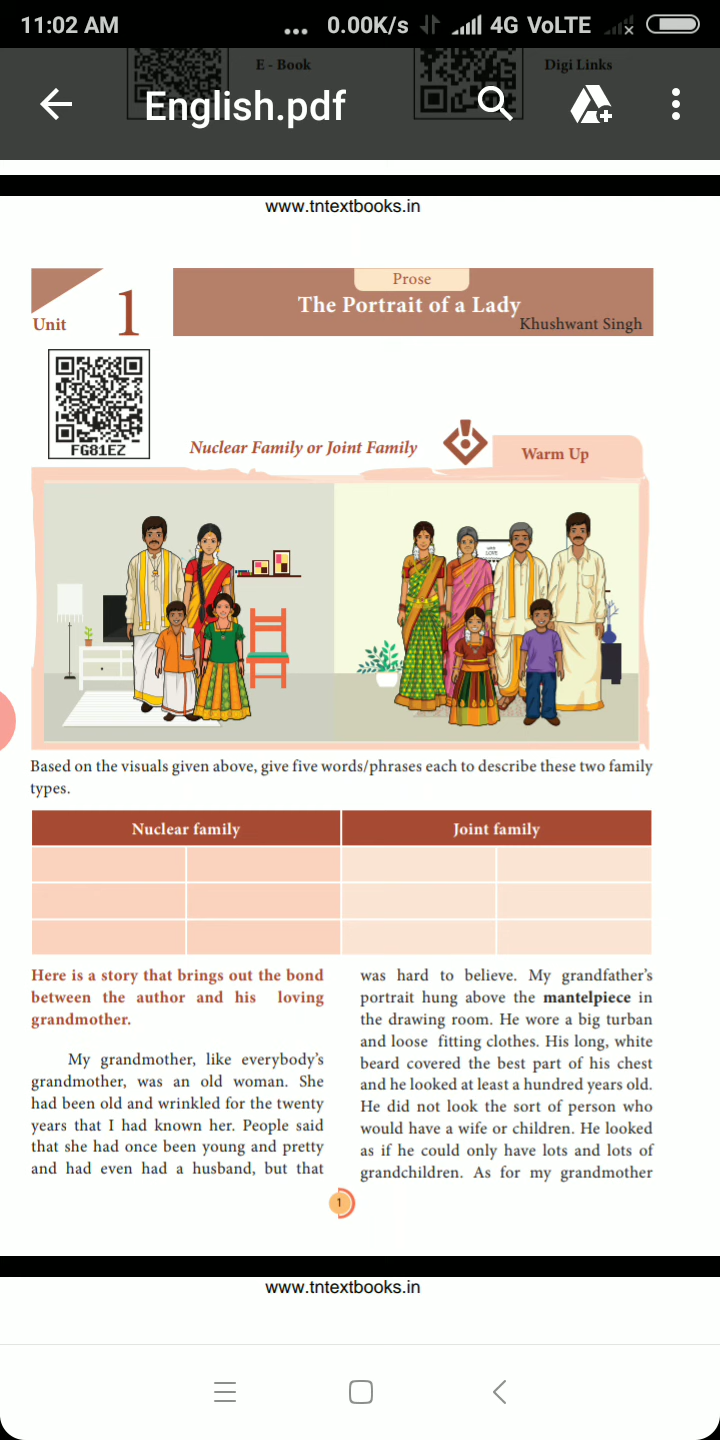 11:02 AM
... 0.00K/s 4G VoLTE
E - Book
Digi Links
English.pdf
www.tntextbooks.in
Prose
The Portrait of a Lady
Khushwant Singh
Unit 1
FG81EZ
Nuclear Family or Joint Family
Warm Up
LOVE
Based on the visuals given above, give five words/phrases each to describe these two family
types.
Nuclear family
Joint family
Here is a story that brings out the bond
between the author and his loving
grandmother.
My grandmother, like everybody's
grandmother, was an old woman. She
had been old and wrinkled for the twenty
years that I had known her. People said
that she had once been young and pretty
and had even had a husband, but that
was hard to believe. My grandfather's
portrait hung above the mantelpiece in
the drawing room. He wore a big turban
and loose fitting clothes. His long, white
beard covered the best part of his chest
and he looked at least a hundred years old.
He did not look the sort of person who
would have a wife or children. He looked
as if he could only have lots and lots of
grandchildren. As for my grandmother
1
www.tntextbooks.in